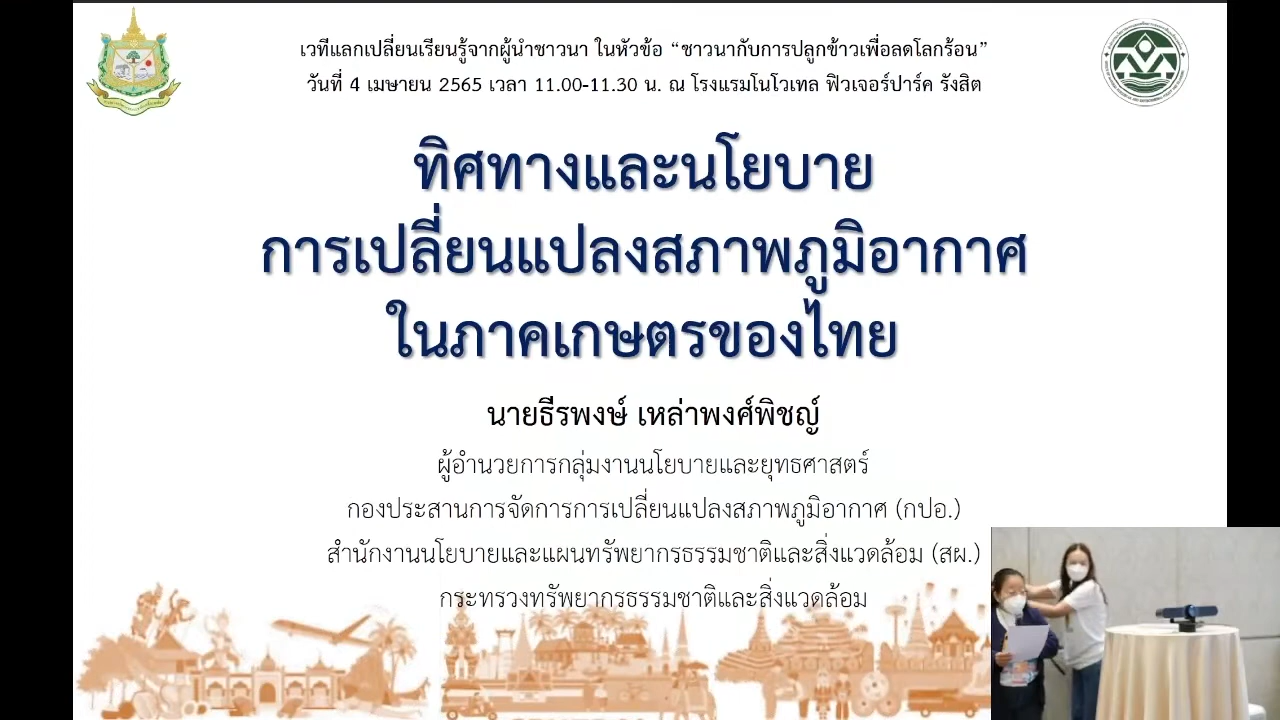 เวทีแลกเปลี่ยนเรียนรู้จากผู้นำชาวนา ในหัวข้อ “ชาวนากับการปลูกข้าวเพื่อลดโลกร้อน”
วันที่ 4 เมษายน 2565 เวลา 11.00-11.30 น. ณ โรงแรมโนโวเทล ฟิวเจอร์ปาร์ค รังสิต
ทิศทางและนโยบาย
การเปลี่ยนแปลงสภาพภูมิอากาศ
ในภาคเกษตรของไทย
นายธีรพงษ์ เหล่าพงศ์พิชญ์
ผู้อำนวยการกลุ่มงานนโยบายและยุทธศาสตร์
กองประสานการจัดการการเปลี่ยนแปลงสภาพภูมิอากาศ (กปอ.)
สำนักงานนโยบายและแผนทรัพยากรธรรมชาติและสิ่งแวดล้อม (สผ.)
กระทรวงทรัพยากรธรรมชาติและสิ่งแวดล้อม